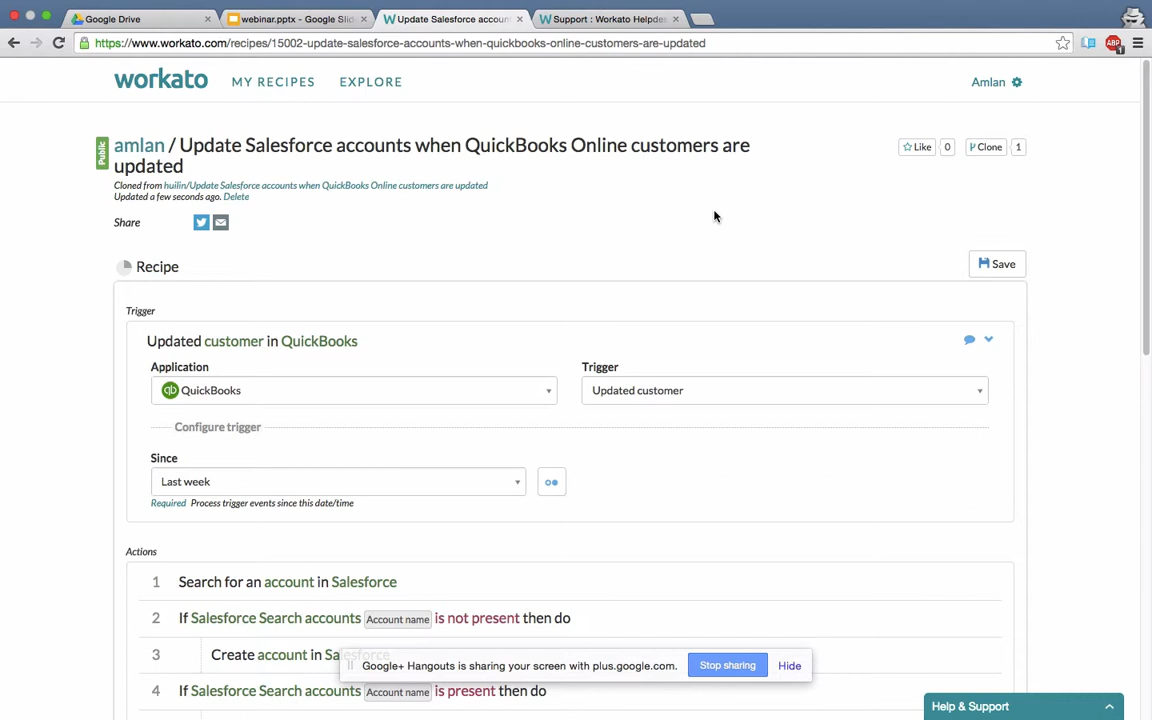 Google Drive
webinar.pptx - Google Slid
Update Salesforce accoun
Support : Workato Helpdes
https://www.workato.com/recipes/15002-update-salesforce-accounts-when-quickbooks-online-customers-are-updated
ABP
1
workato
MY RECIPES
EXPLORE
Amlan
Public
amlan / Update Salesforce accounts when QuickBooks Online customers are
updated
Like 0
Clone 1
Cloned from huilin/Update Salesforce accounts when QuickBooks Online customers are updated
Updated a few seconds ago. Delete
Share
Recipe
Save
Trigger
Updated customer in QuickBooks
Application
Trigger
qb QuickBooks
Updated customer
Configure trigger
Since
Last week
Required Process trigger events since this date/time
Actions
1 Search for an account in Salesforce
2 If Salesforce Search accounts Account name is not present then do
3 Create account in Salesforce
Google+ Hangouts is sharing your screen with plus.google.com. Stop sharing Hide
4 If Salesforce Search accounts Account name is present then do
Help & Support